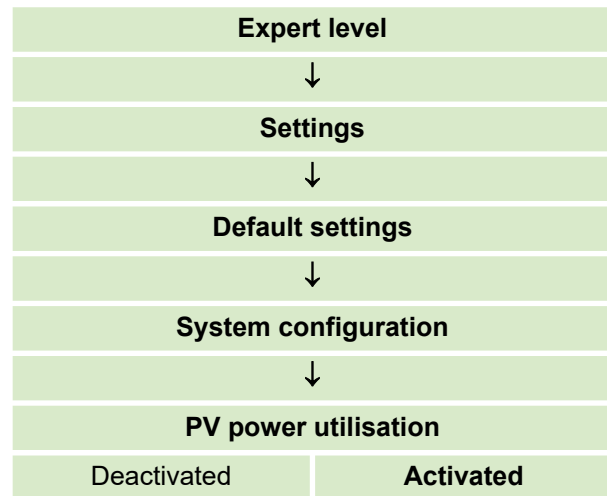 Expert level
↓
Settings
↓
Default settings
↓
System configuration
↓
PV power utilisation
Deactivated Activated